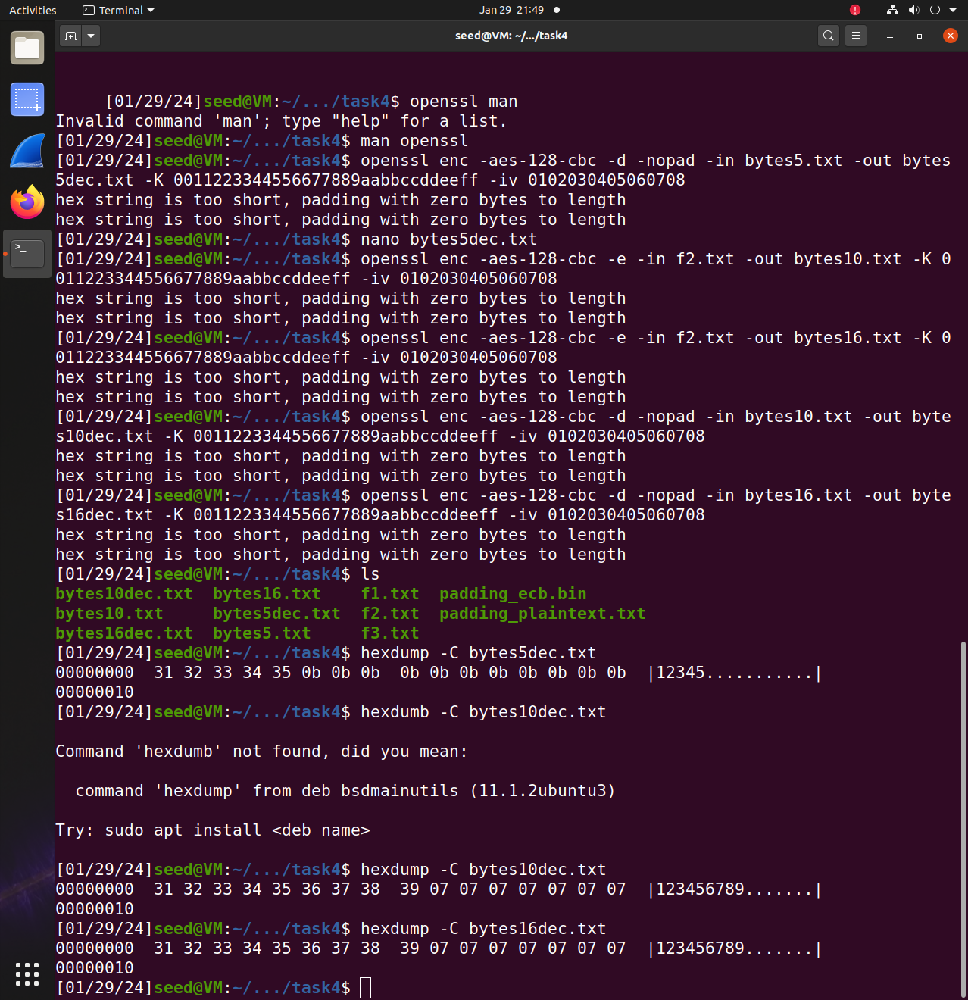 Activities Terminal Jan 29 21:49
seed@VM: ~/.../task4
[01/29/24]seed@VM:~/.../task4$ openssl man
Invalid command 'man'; type "help" for a list.
[01/29/24]seed@VM:~/.../task4$ man openssl
[01/29/24]seed@VM:~/.../task4$ openssl enc -aes-128-cbc -d -nopad -in bytes5.txt -out bytes
5dec.txt -K 0011223344556677889aabbccddeeff -iv 0102030405060708
hex string is too short, padding with zero bytes to length
hex string is too short, padding with zero bytes to length
[01/29/24]seed@VM:~/.../task4$ nano bytes5dec.txt
[01/29/24]seed@VM:~/.../task4$ openssl enc -aes-128-cbc -e -in f2.txt -out bytes10.txt -K 0
011223344556677889aabbccddeeff -iv 0102030405060708
hex string is too short, padding with zero bytes to length
hex string is too short, padding with zero bytes to length
[01/29/24]seed@VM:~/.../task4$ openssl enc -aes-128-cbc -e -in f2.txt -out bytes16.txt -K 0
011223344556677889aabbccddeeff -iv 0102030405060708
hex string is too short, padding with zero bytes to length
hex string is too short, padding with zero bytes to length
[01/29/24]seed@VM:~/.../task4$ openssl enc -aes-128-cbc -d -nopad -in bytes10.txt -out byte
s10dec.txt -K 0011223344556677889aabbccddeeff -iv 0102030405060708
hex string is too short, padding with zero bytes to length
hex string is too short, padding with zero bytes to length
[01/29/24]seed@VM:~/.../task4$ openssl enc -aes-128-cbc -d -nopad -in bytes16.txt -out byte
s16dec.txt -K 0011223344556677889aabbccddeeff -iv 0102030405060708
hex string is too short, padding with zero bytes to length
hex string is too short, padding with zero bytes to length
[01/29/24]seed@VM:~/.../task4$ ls
bytes10dec.txt  bytes16.txt    f1.txt  padding_ecb.bin
bytes10.txt     bytes5dec.txt  f2.txt  padding_plaintext.txt
bytes16dec.txt  bytes5.txt     f3.txt
[01/29/24]seed@VM:~/.../task4$ hexdump -C bytes5dec.txt
00000000  31 32 33 34 35 0b 0b 0b  0b 0b 0b 0b 0b 0b 0b 0b  |12345...........|
00000010
[01/29/24]seed@VM:~/.../task4$ hexdumb -C bytes10dec.txt
Command 'hexdumb' not found, did you mean:
command 'hexdump' from deb bsdmainutils (11.1.2ubuntu3)
Try: sudo apt install <deb name>
[01/29/24]seed@VM:~/.../task4$ hexdump -C bytes10dec.txt
00000000  31 32 33 34 35 36 37 38  39 07 07 07 07 07 07 07  |123456789.......|
00000010
[01/29/24]seed@VM:~/.../task4$ hexdump -C bytes16dec.txt
00000000  31 32 33 34 35 36 37 38  39 07 07 07 07 07 07 07  |123456789.......|
00000010
[01/29/24]seed@VM:~/.../task4$